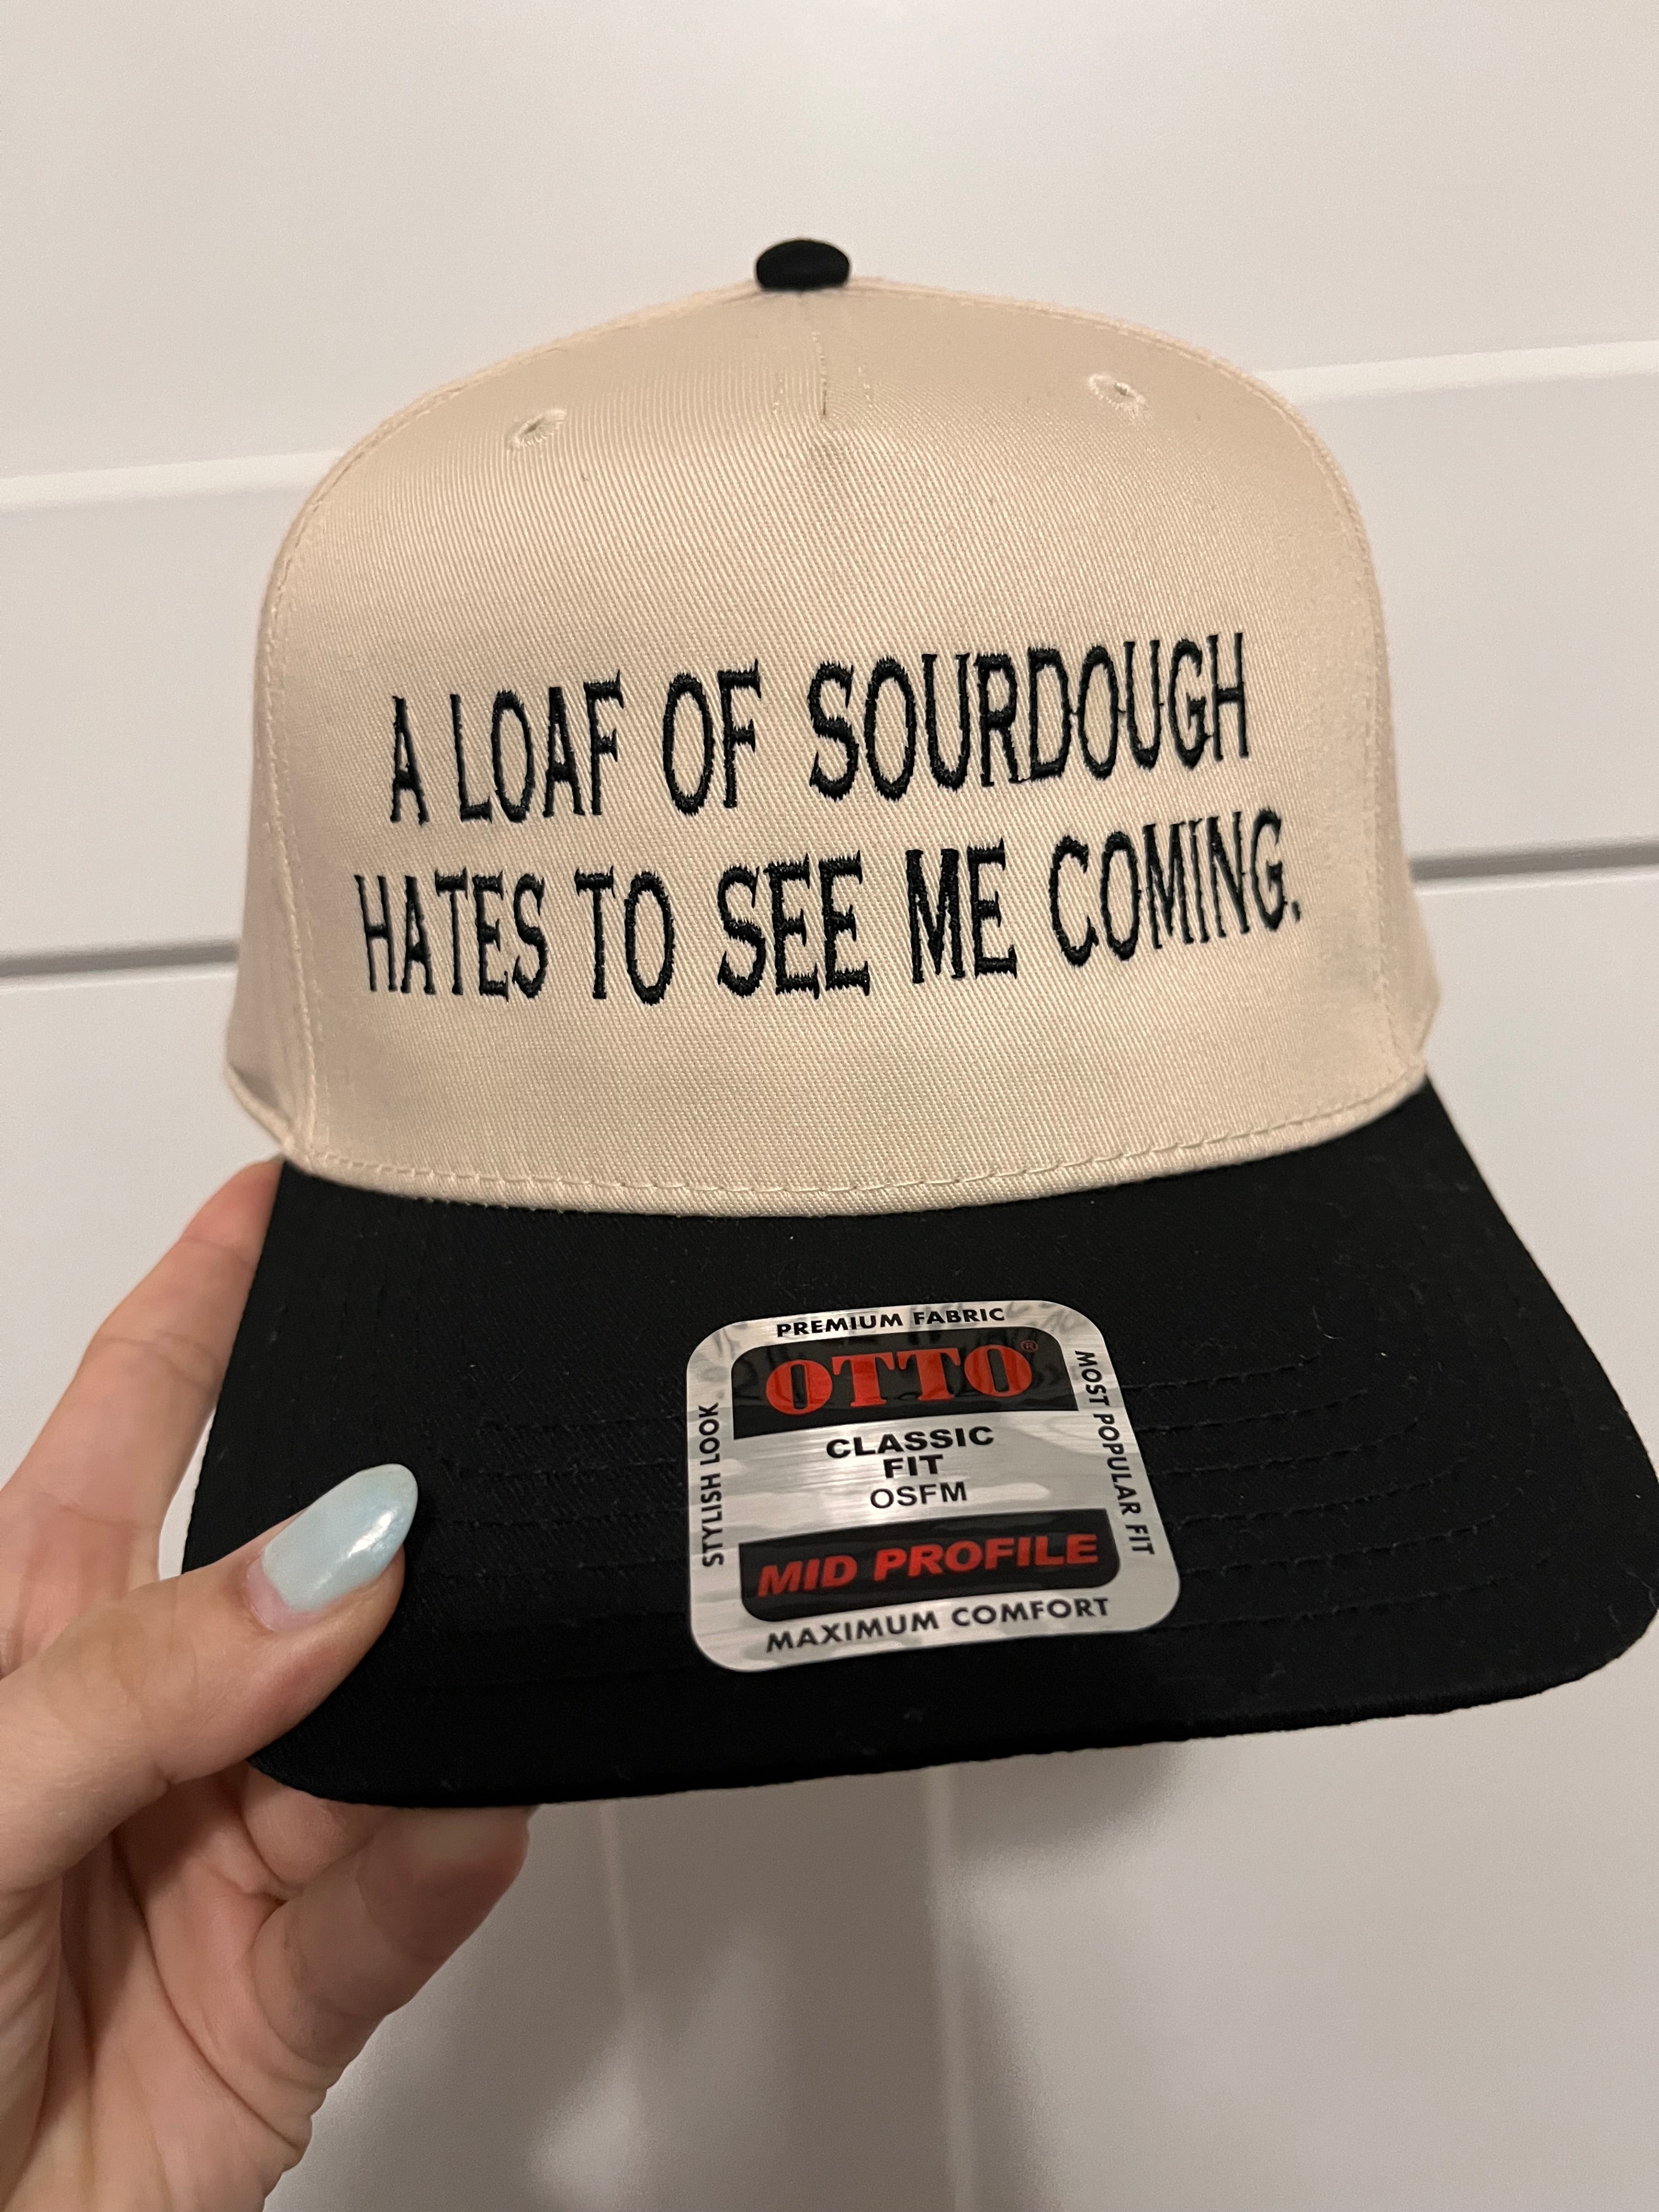 A LOAF OF SOURDOUGH
HATES TO SEE ME COMING.
PREMIUM FABRIC
OTTO®
STYLISH LOOK
MOST POPULAR FIT
CLASSIC
FIT
OSFM
MID PROFILE
MAXIMUM COMFORT